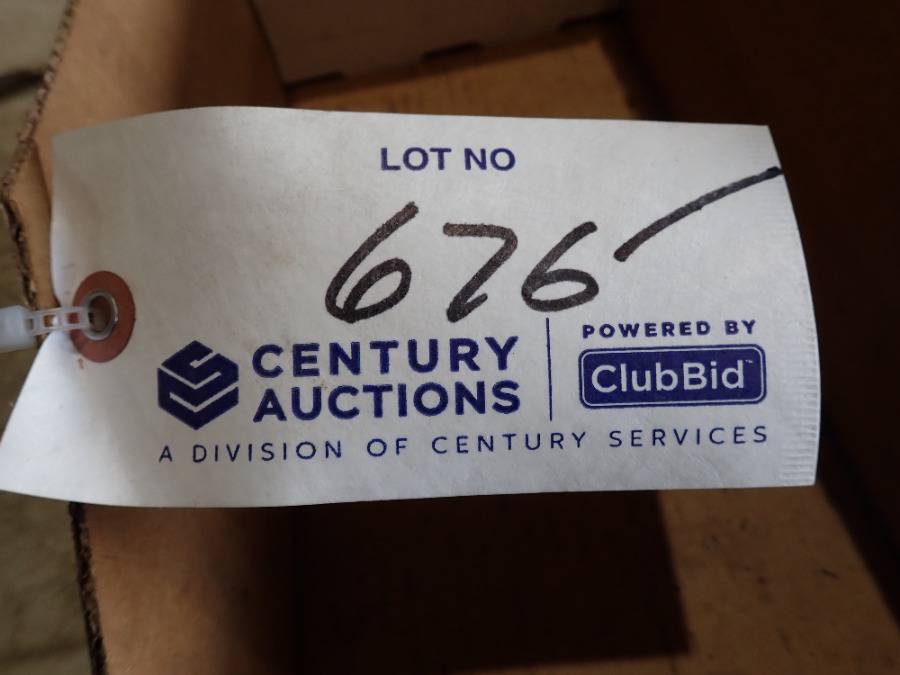 LOT NO
676
CENTURY
AUCTIONS
POWERED BY
ClubBid™
A DIVISION OF CENTURY SERVICES